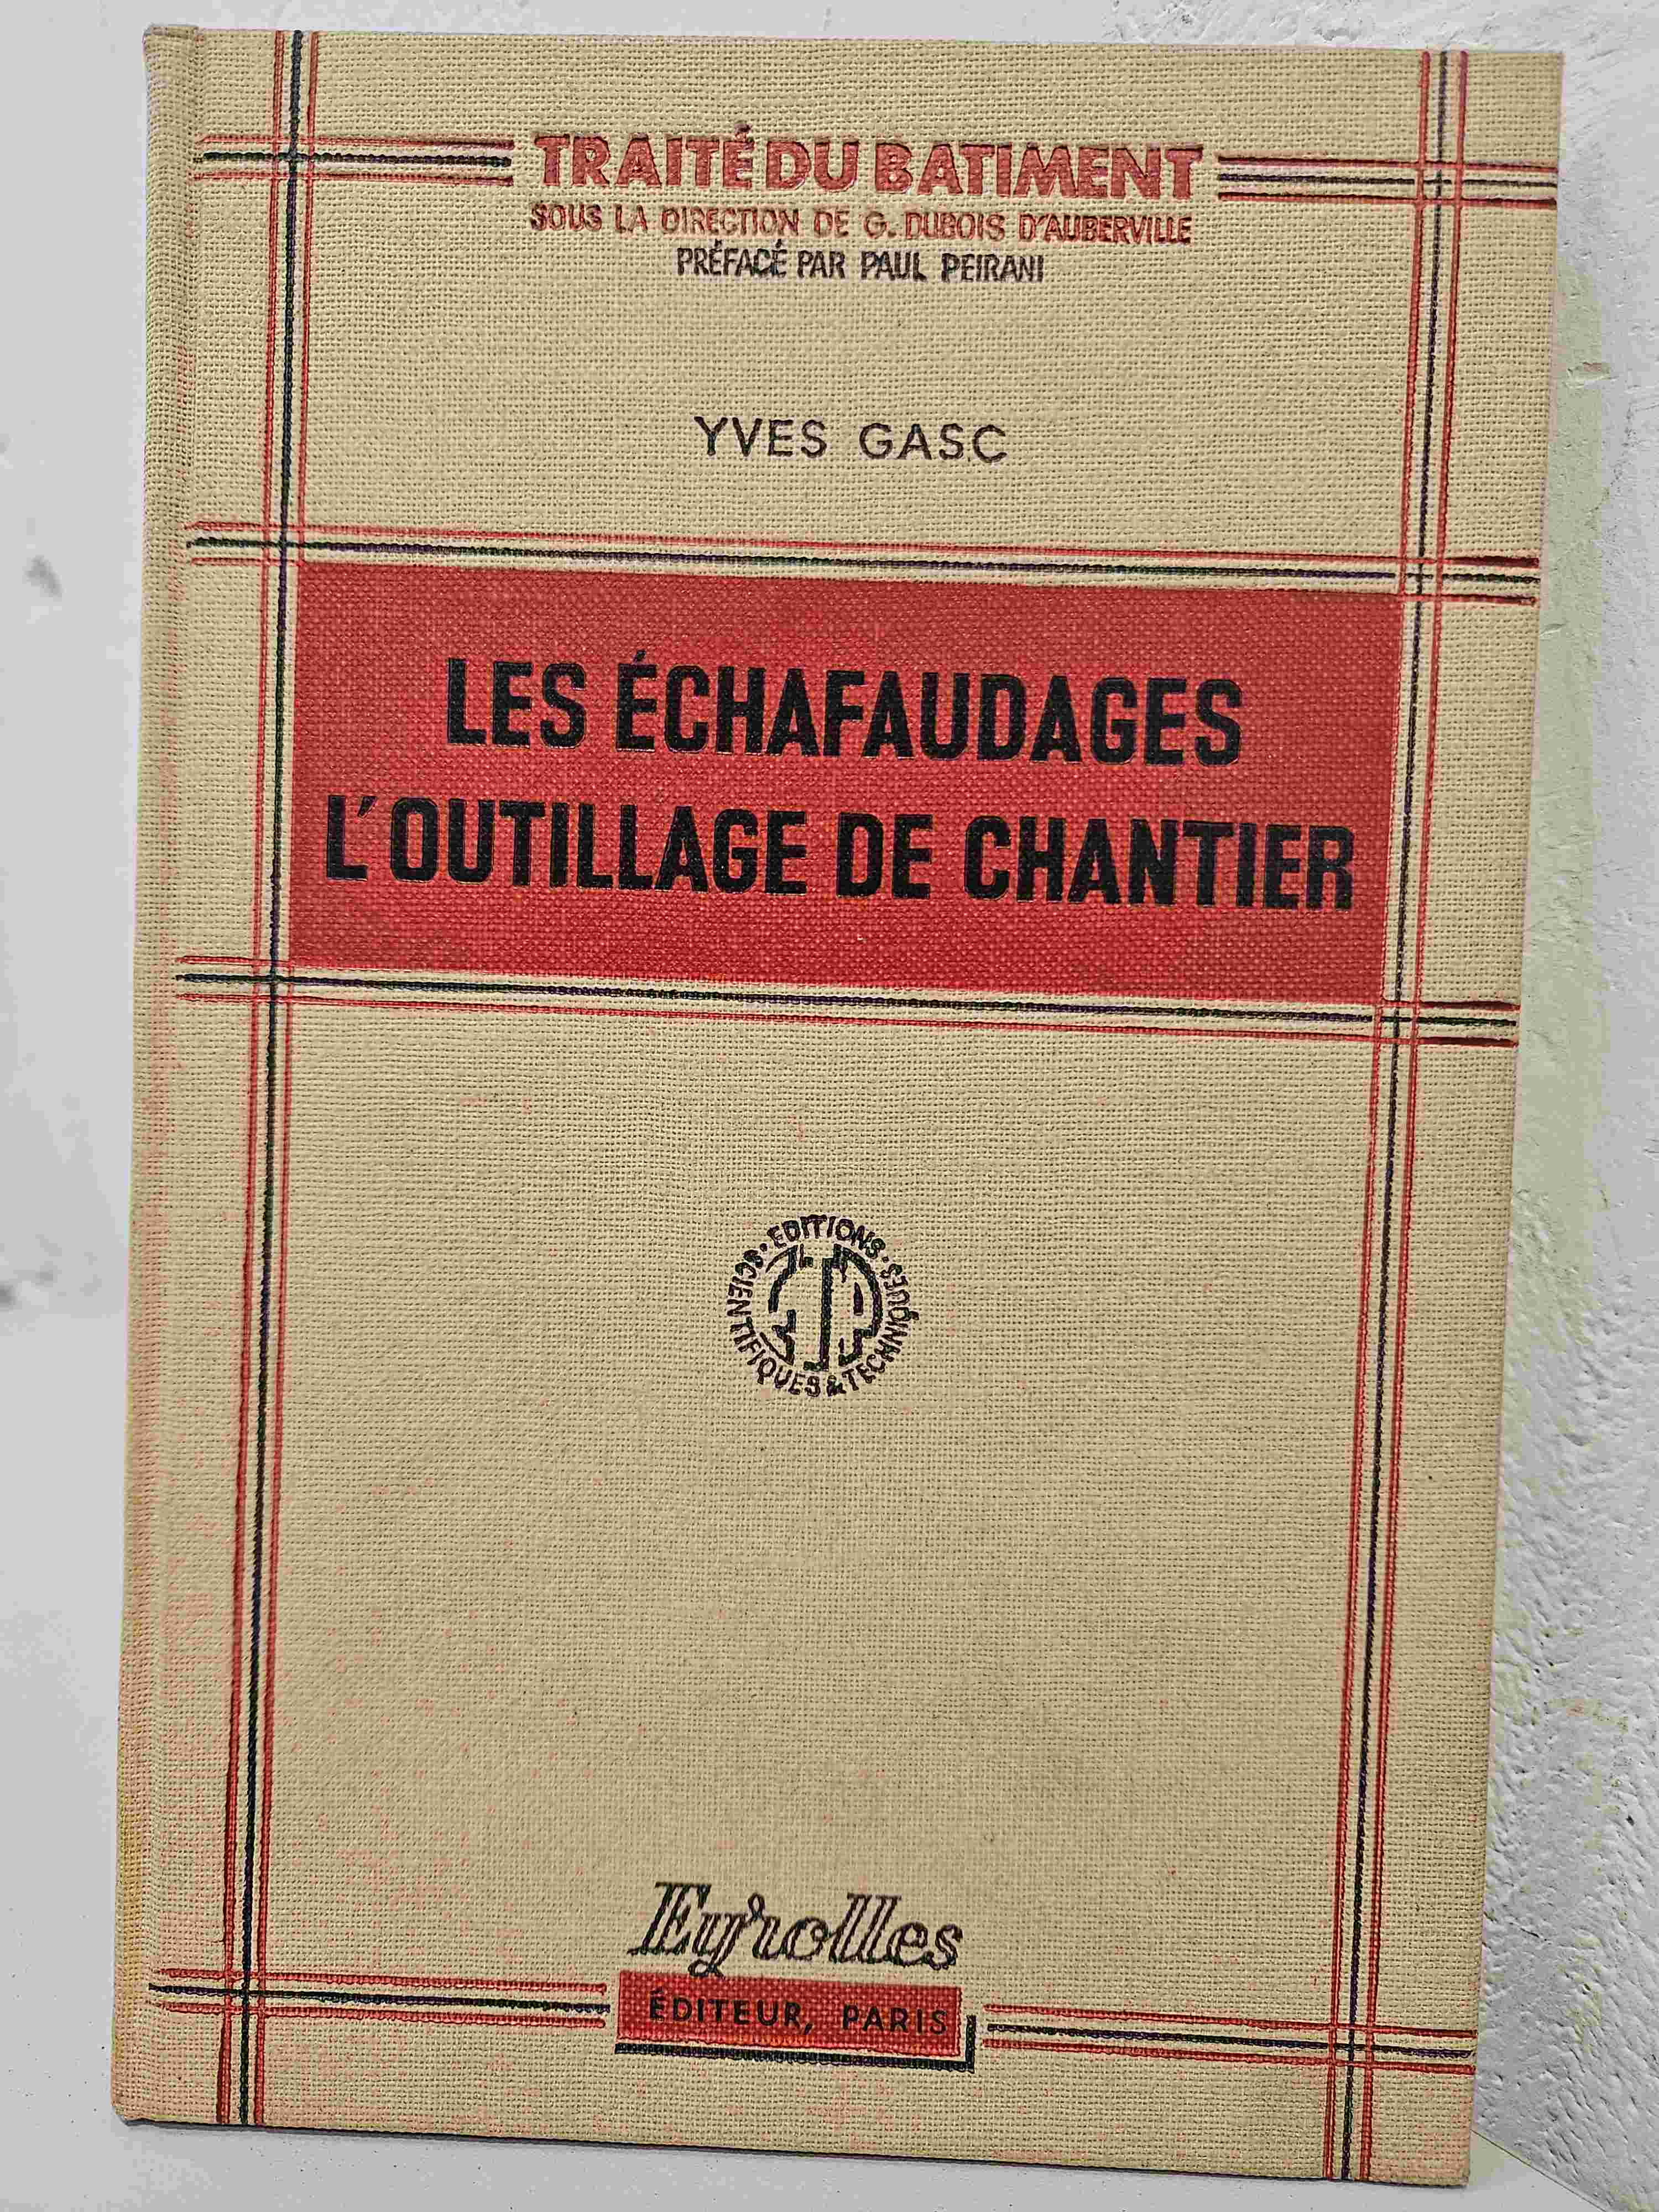 TRAITÉ DU BATIMENT
SOUS LA DIRECTION DE G. DUBOIS D'AUBERVILLE
PRÉFACÉ PAR PAUL PEIRANI
YVES GASC
LES ÉCHAFAUDAGES
L'OUTILLAGE DE CHANTIER
• EDITIONS • SCIENTIFIQUES & TECHNIQUES
Eyrolles
ÉDITEUR, PARIS